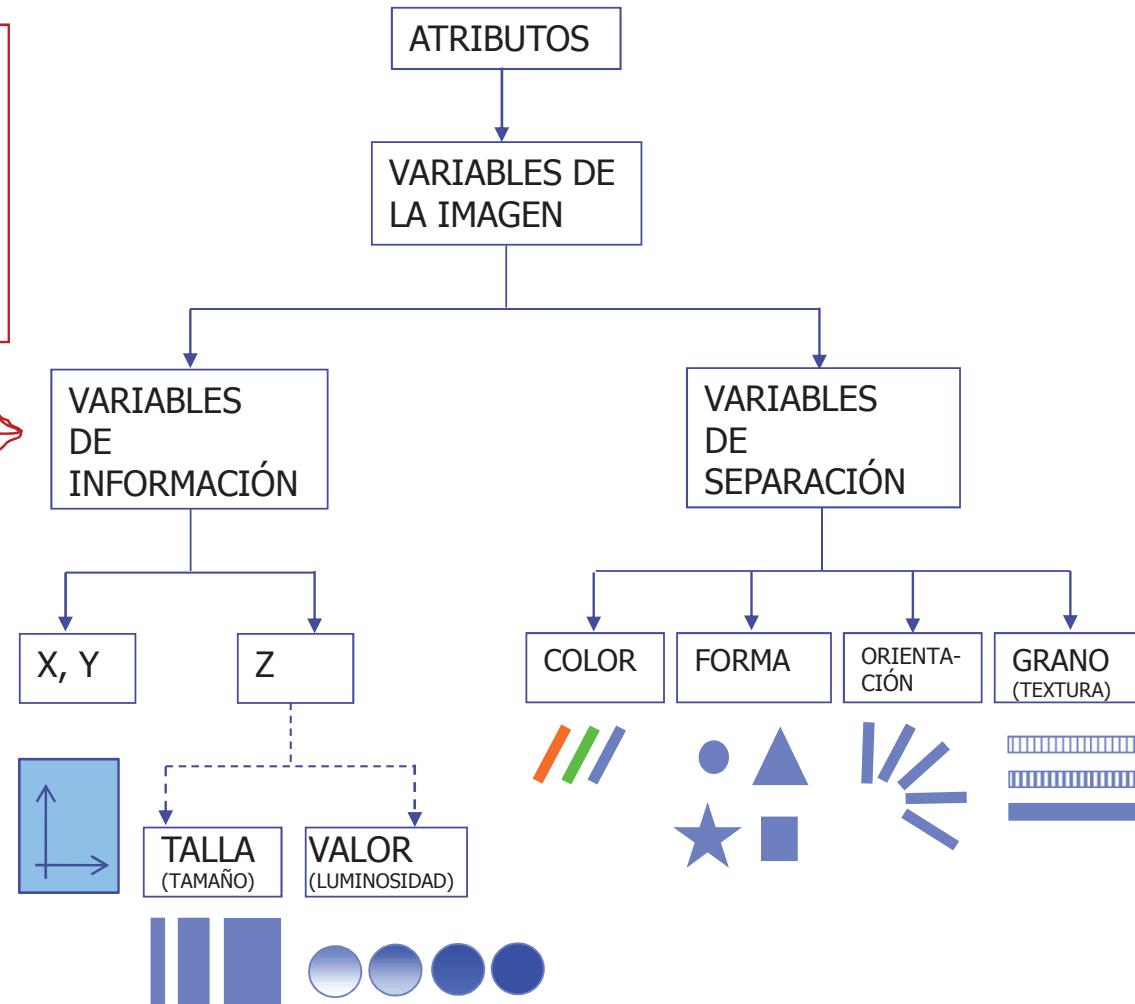 ATRIBUTOS
VARIABLES DE
LA IMAGEN
VARIABLES
DE
INFORMACIÓN
VARIABLES
DE
SEPARACIÓN
X, Y
Z
COLOR
FORMA
ORIENTA-
CIÓN
GRANO
(TEXTURA)
TALLA
(TAMAÑO)
VALOR
(LUMINOSIDAD)